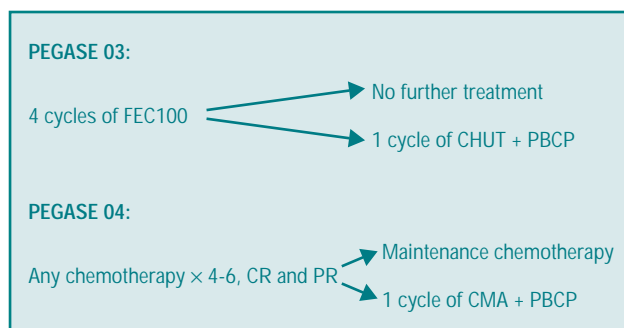 PEGASE 03:
No further treatment
4 cycles of FEC100
1 cycle of CHUT + PBCP
PEGASE 04:
Maintenance chemotherapy
Any chemotherapy × 4-6, CR and PR
1 cycle of CMA + PBCP